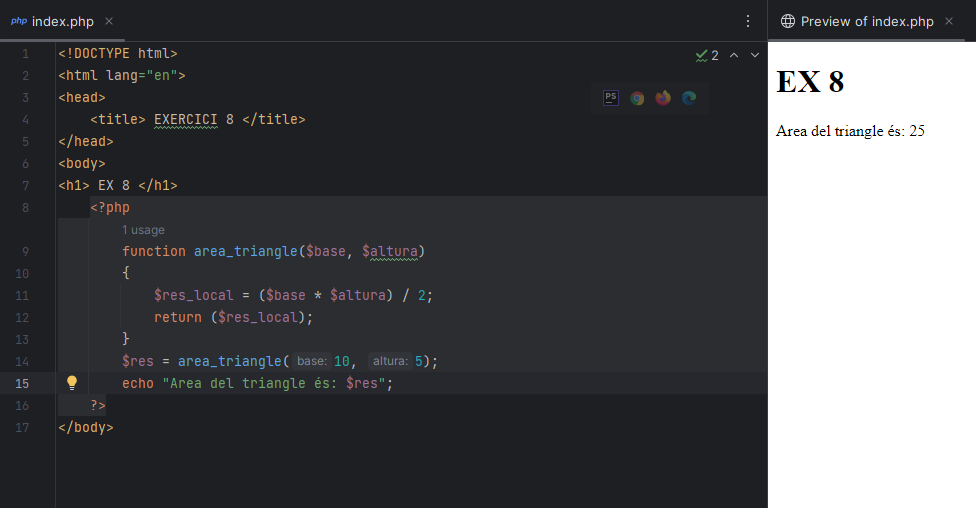 php index.php ×
Preview of index.php ×
2
PS
1 <!DOCTYPE html>
2 <html lang="en">
3 <head>
4 <title> EXERCICI 8 </title>
5 </head>
6 <body>
7 <h1> EX 8 </h1>
8 <?php
1 usage
9 function area_triangle($base, $altura)
10 {
11 $res_local = ($base * $altura) / 2;
12 return ($res_local);
13 }
14 $res = area_triangle( base: 10, altura: 5);
15 echo "Area del triangle és: $res";
16 ?>
17 </body>
EX 8
Area del triangle és: 25